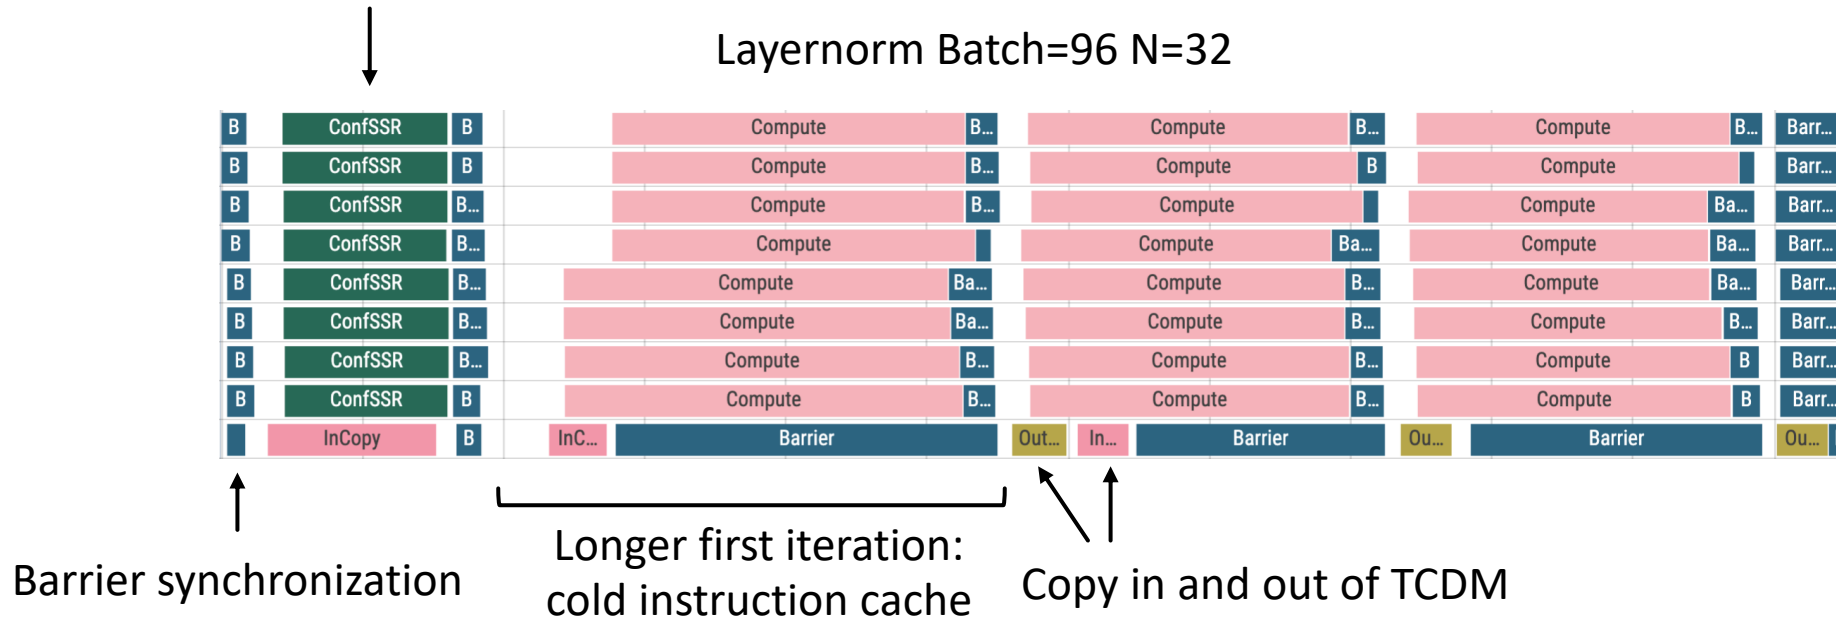 Layernorm Batch=96 N=32
B ConfSSR B Compute B... Compute B... Compute B... Barr...
B ConfSSR B Compute B... Compute B Compute Barr...
B ConfSSR B... Compute B... Compute Compute Ba... Barr...
B ConfSSR B... Compute Compute Ba... Compute Ba... Barr...
B ConfSSR B... Compute Ba... Compute B... Compute Ba... Barr...
B ConfSSR B... Compute Ba... Compute B... Compute B... Barr...
B ConfSSR B... Compute B... Compute B... Compute B Barr...
B ConfSSR B Compute B... Compute B... Compute B Barr...
InCopy B InC... Barrier Out... In... Barrier Ou... Barrier Ou...
Barrier synchronization
Longer first iteration:
cold instruction cache
Copy in and out of TCDM